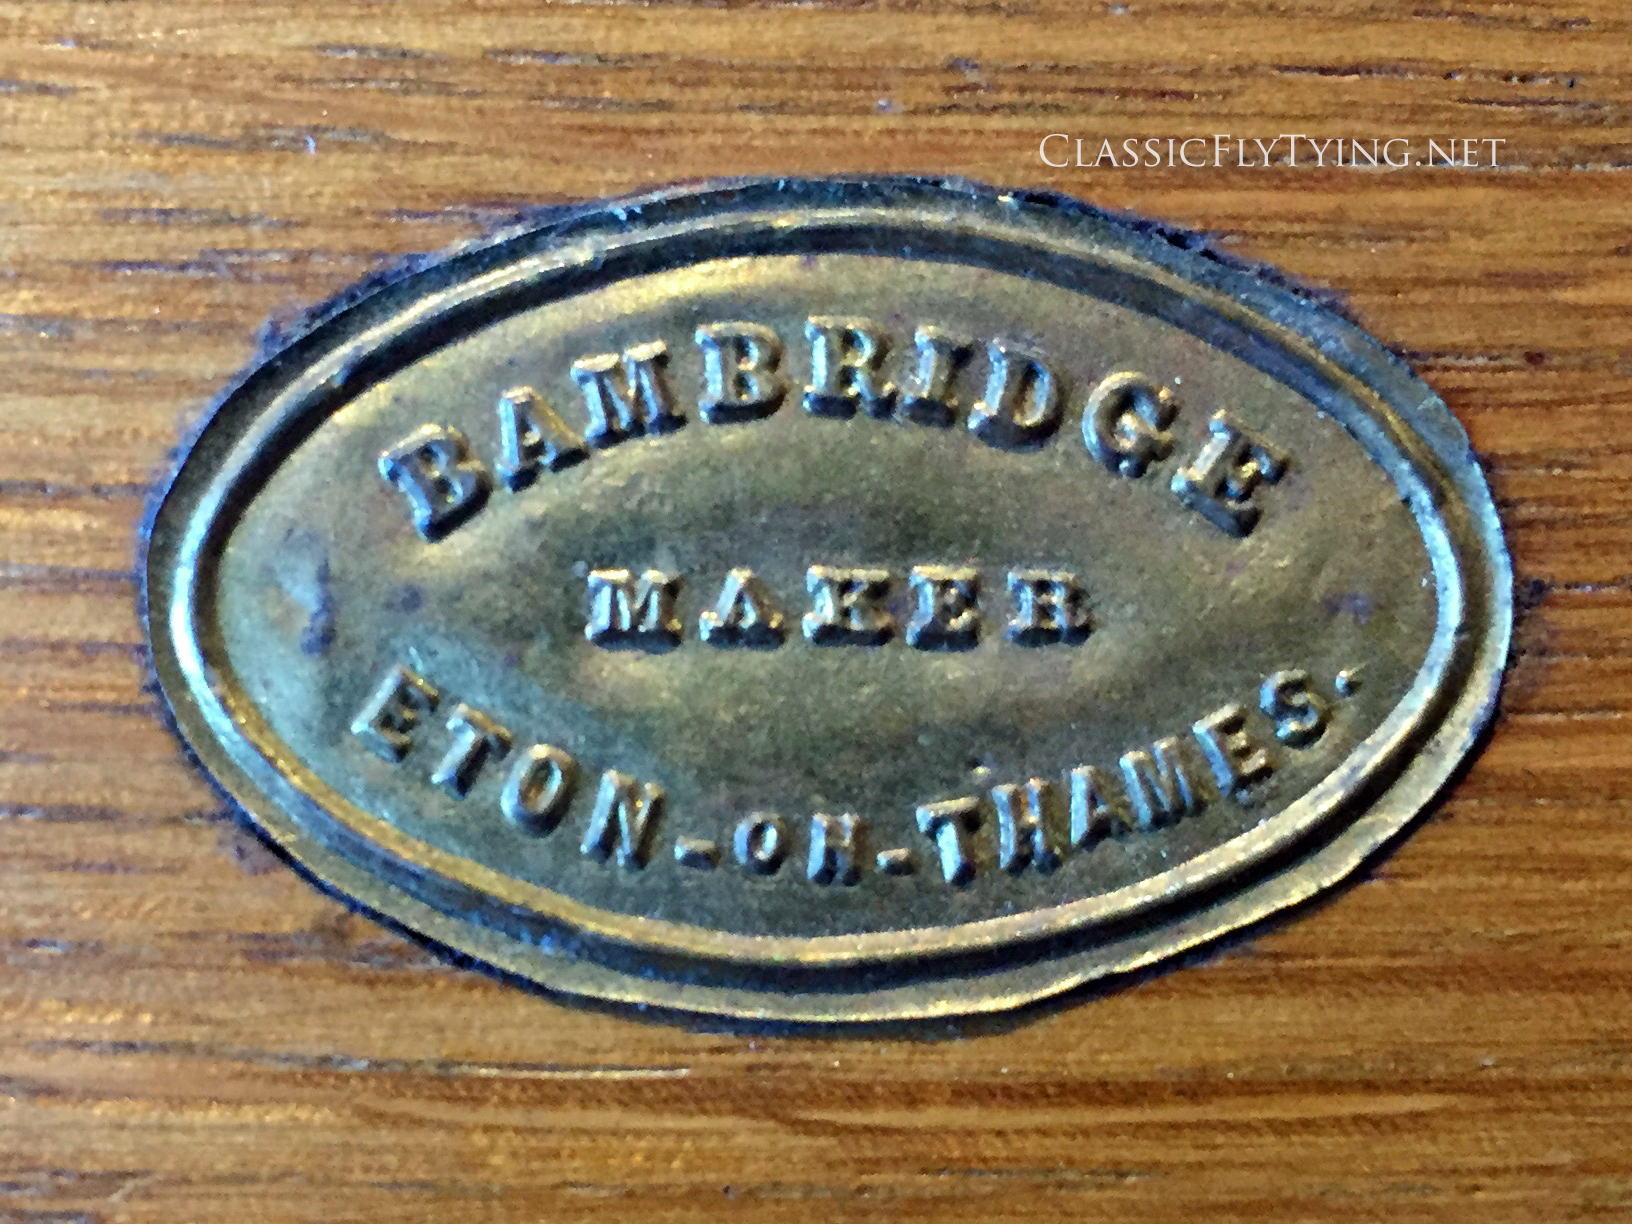 ClassicFlyTying.net
BAMBRIDGE
MAKER
ETON-ON-THAMES.